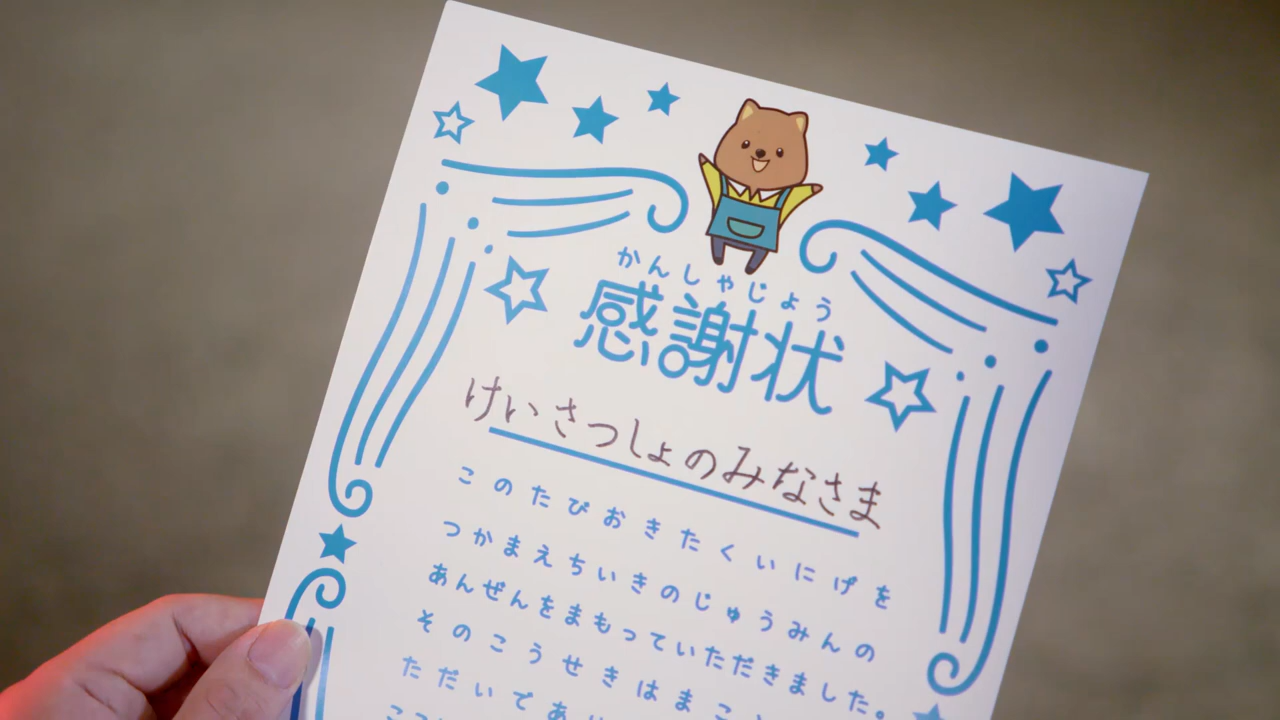 かんしゃじょう
感謝状
けいさつしょのみなさま
このたびおきたくいにげを
つかまえちいきのじゅうみんの
あんぜんをまもっていただきました。
そのこうせきはまこ
ただいであ